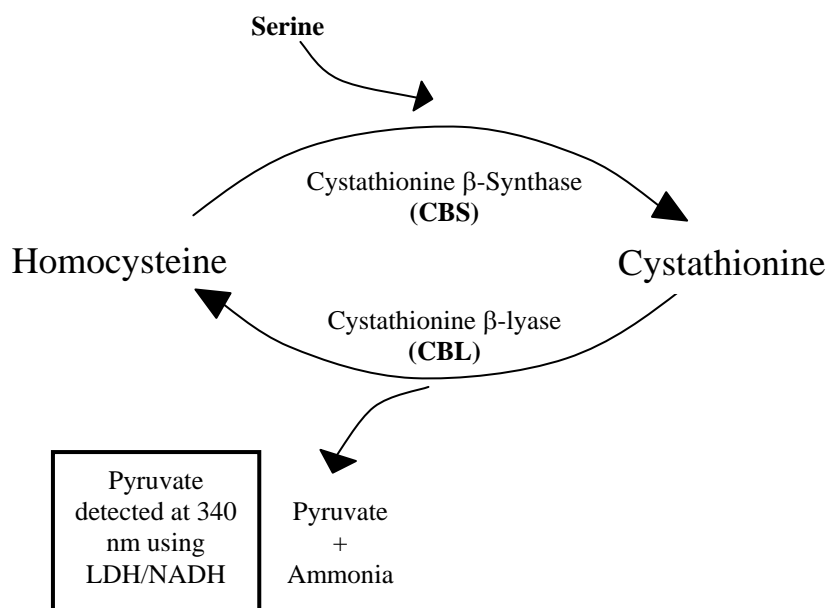 Serine
Cystathionine β-Synthase
(CBS)
Homocysteine
Cystathionine
Cystathionine β-lyase
(CBL)
Pyruvate
detected at 340
nm using
LDH/NADH
Pyruvate
+
Ammonia